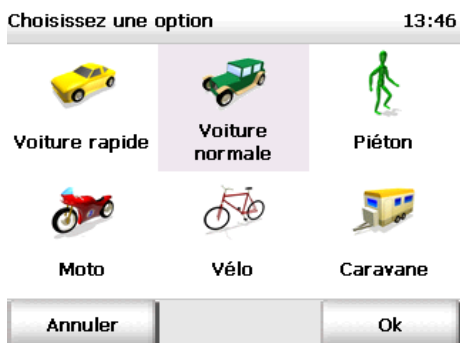 Choisissez une option 13:46
Voiture rapide
Voiture
normale
Piéton
Moto
Vélo
Caravane
Annuler
Ok